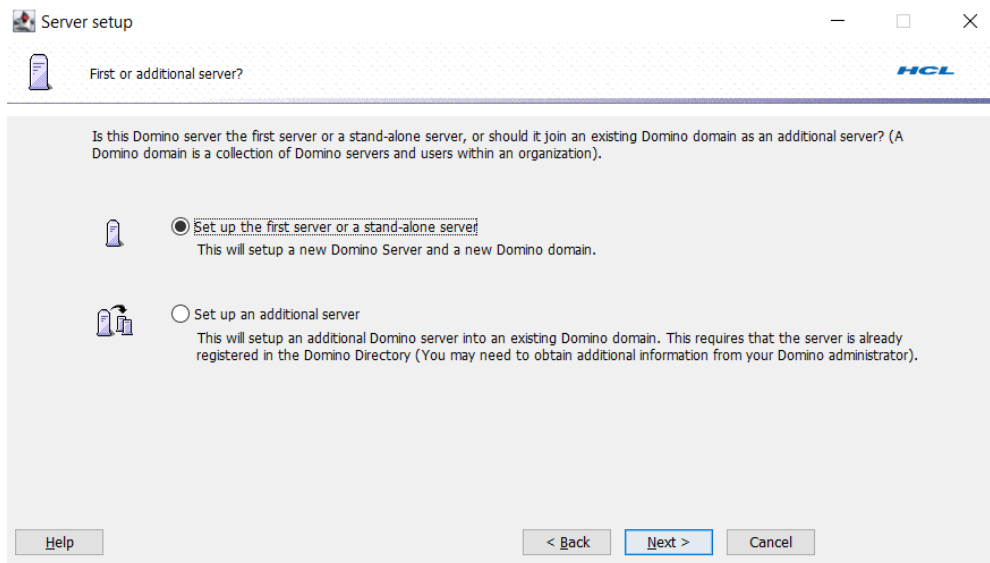 Server setup
First or additional server?
HCL
Is this Domino server the first server or a stand-alone server, or should it join an existing Domino domain as an additional server? (A
Domino domain is a collection of Domino servers and users within an organization).
Set up the first server or a stand-alone server
This will setup a new Domino Server and a new Domino domain.
Set up an additional server
This will setup an additional Domino server into an existing Domino domain. This requires that the server is already
registered in the Domino Directory (You may need to obtain additional information from your Domino administrator).
Help
< Back
Next >
Cancel